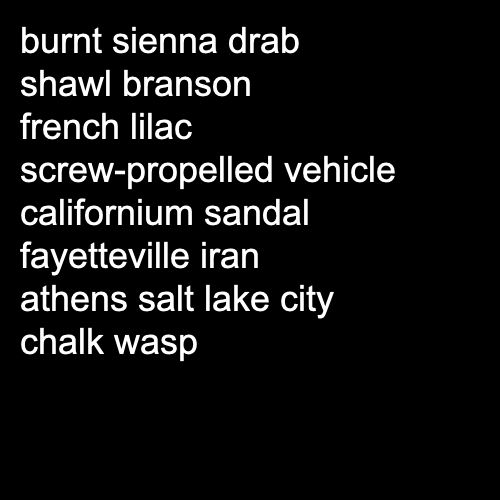 burnt sienna drab
shawl branson
french lilac
screw-propelled vehicle
californium sandal
fayetteville iran
athens salt lake city
chalk wasp